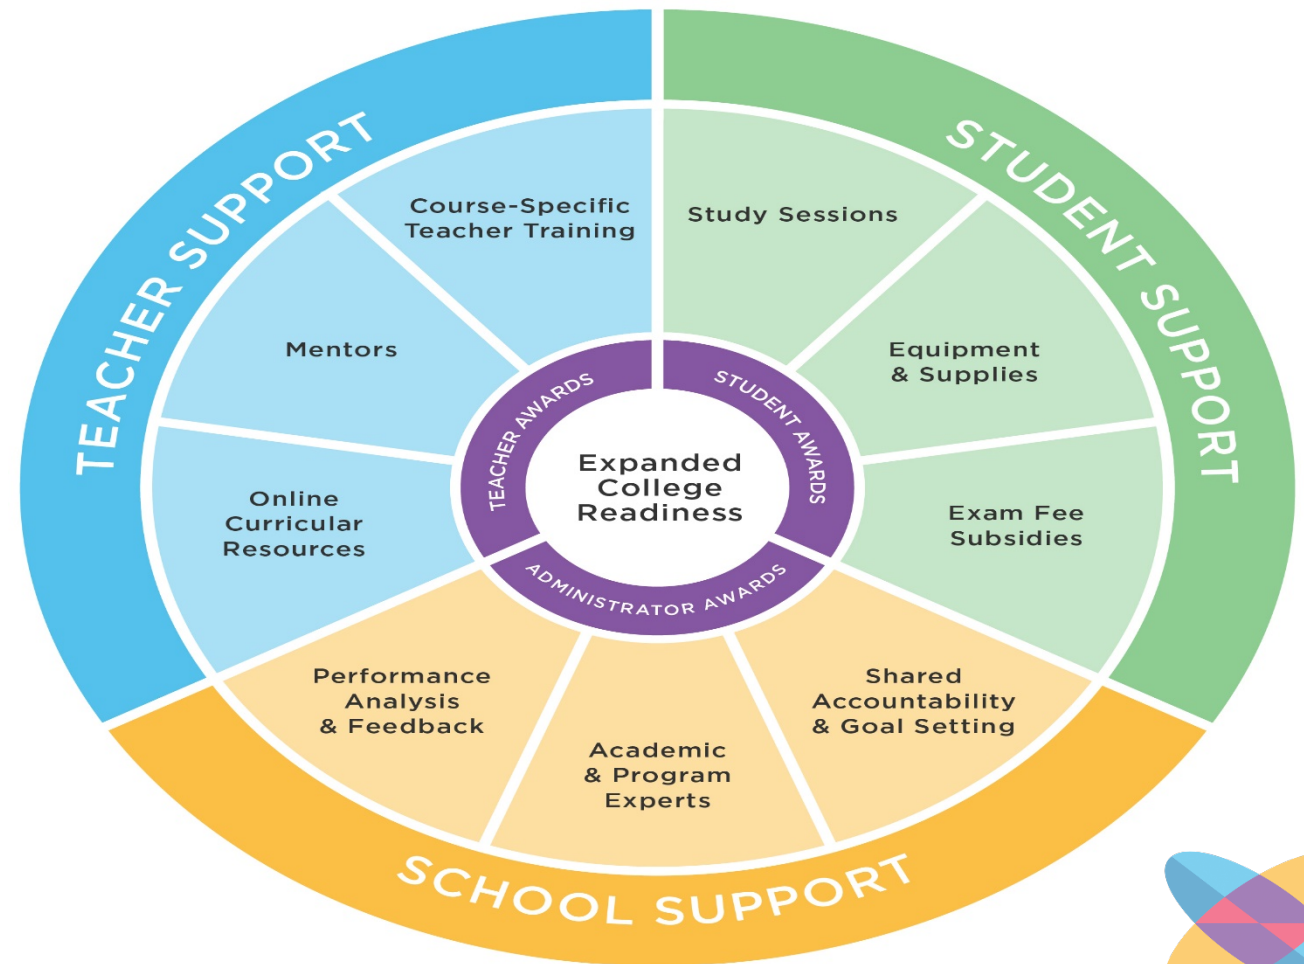 TEACHER SUPPORT
STUDENT SUPPORT
Course-Specific
Teacher Training
Study Sessions
Mentors
Equipment
& Supplies
Online
Curricular
Resources
Exam Fee
Subsidies
TEACHER AWARDS
STUDENT AWARDS
Expanded
College
Readiness
ADMINISTRATOR AWARDS
Performance
Analysis
& Feedback
Academic
& Program
Experts
Shared
Accountability
& Goal Setting
SCHOOL SUPPORT